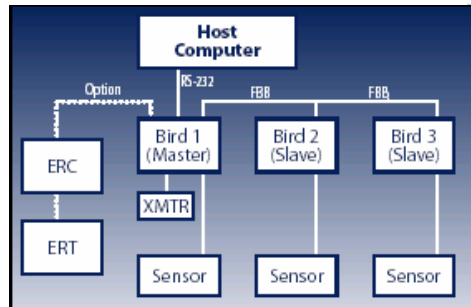 Host
Computer
RS-232
Option
FBB
FBB
Bird 1
(Master)
Bird 2
(Slave)
Bird 3
(Slave)
ERC
XMTR
ERT
Sensor
Sensor
Sensor